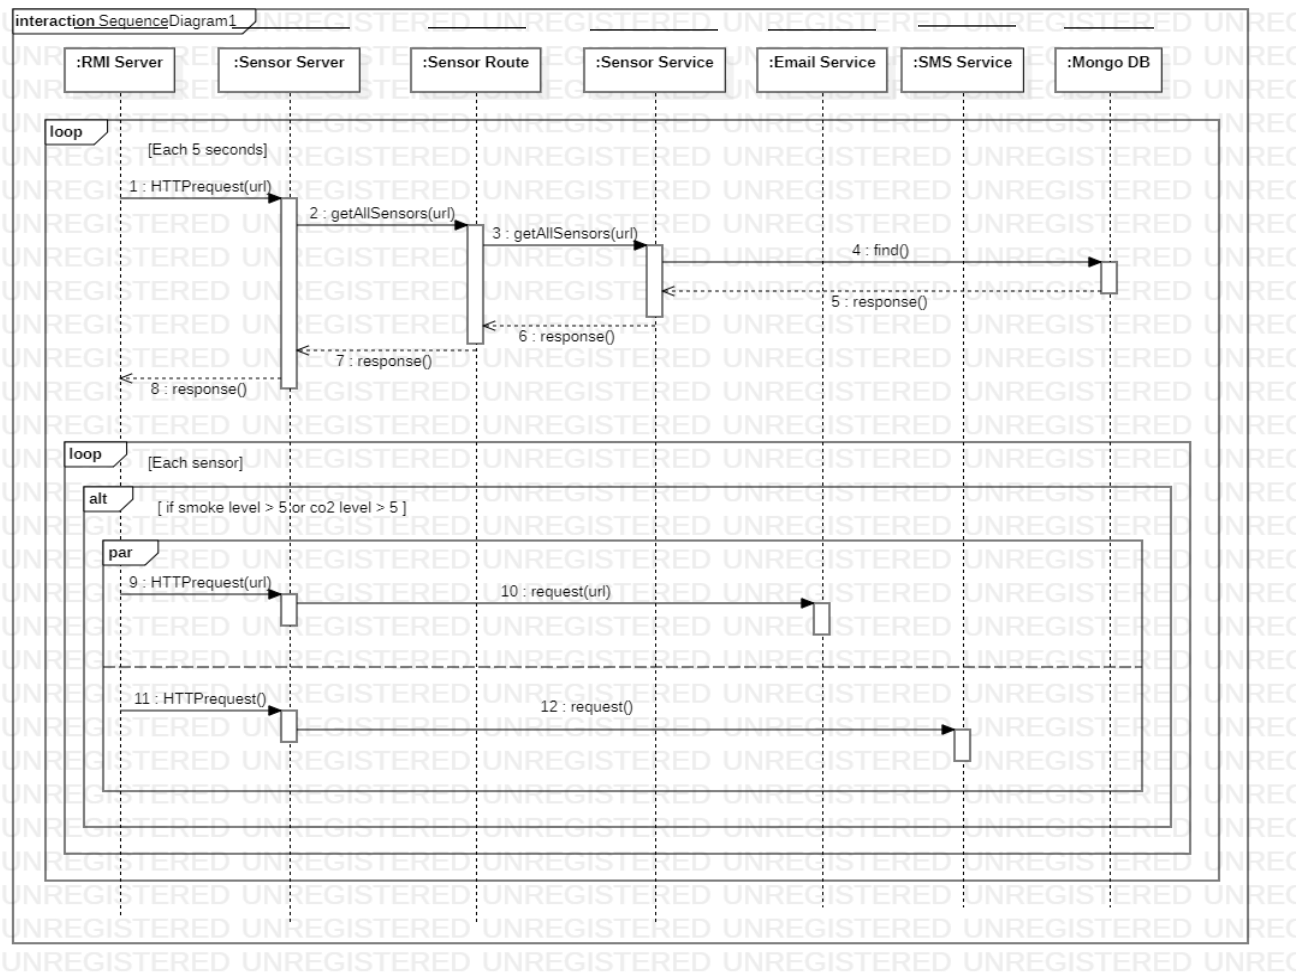 interaction SequenceDiagram1
:RMI Server :Sensor Server :Sensor Route :Sensor Service :Email Service :SMS Service :Mongo DB
loop
[Each 5 seconds]
1 : HTTPrequest(url)
2 : getAllSensors(url)
3 : getAllSensors(url)
4 : find()
5 : response()
6 : response()
7 : response()
8 : response()
loop
[Each sensor]
alt
[ if smoke level > 5 or co2 level > 5 ]
par
9 : HTTPrequest(url)
10 : request(url)
11 : HTTPrequest()
12 : request()
UNREGISTERED